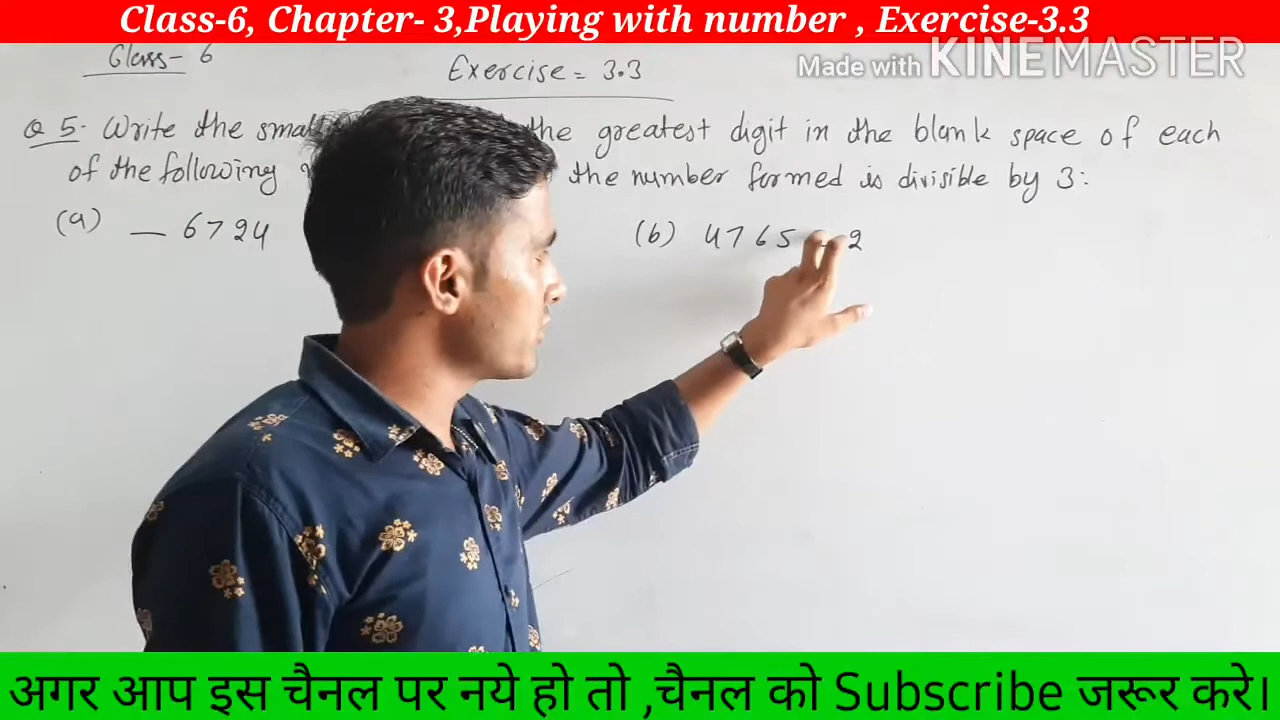 Class-6, Chapter- 3,Playing with number , Exercise-3.3
Made with KINEMASTER
Class- 6
Exercise = 3.3
Q 5. Write the the greatest digit in the blank space of each
of the following the number formed is divisible by 3:
(a) _ 6724
(b) 4765 _ 2
अगर आप इस चैनल पर नये हो तो ,चैनल को Subscribe जरूर करे।